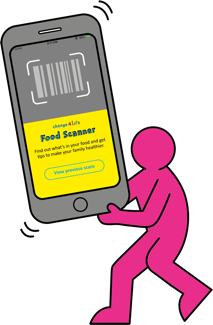 change4life
Food Scanner
Find out what's in your food and get
tips to make your family healthier.
View previous scans